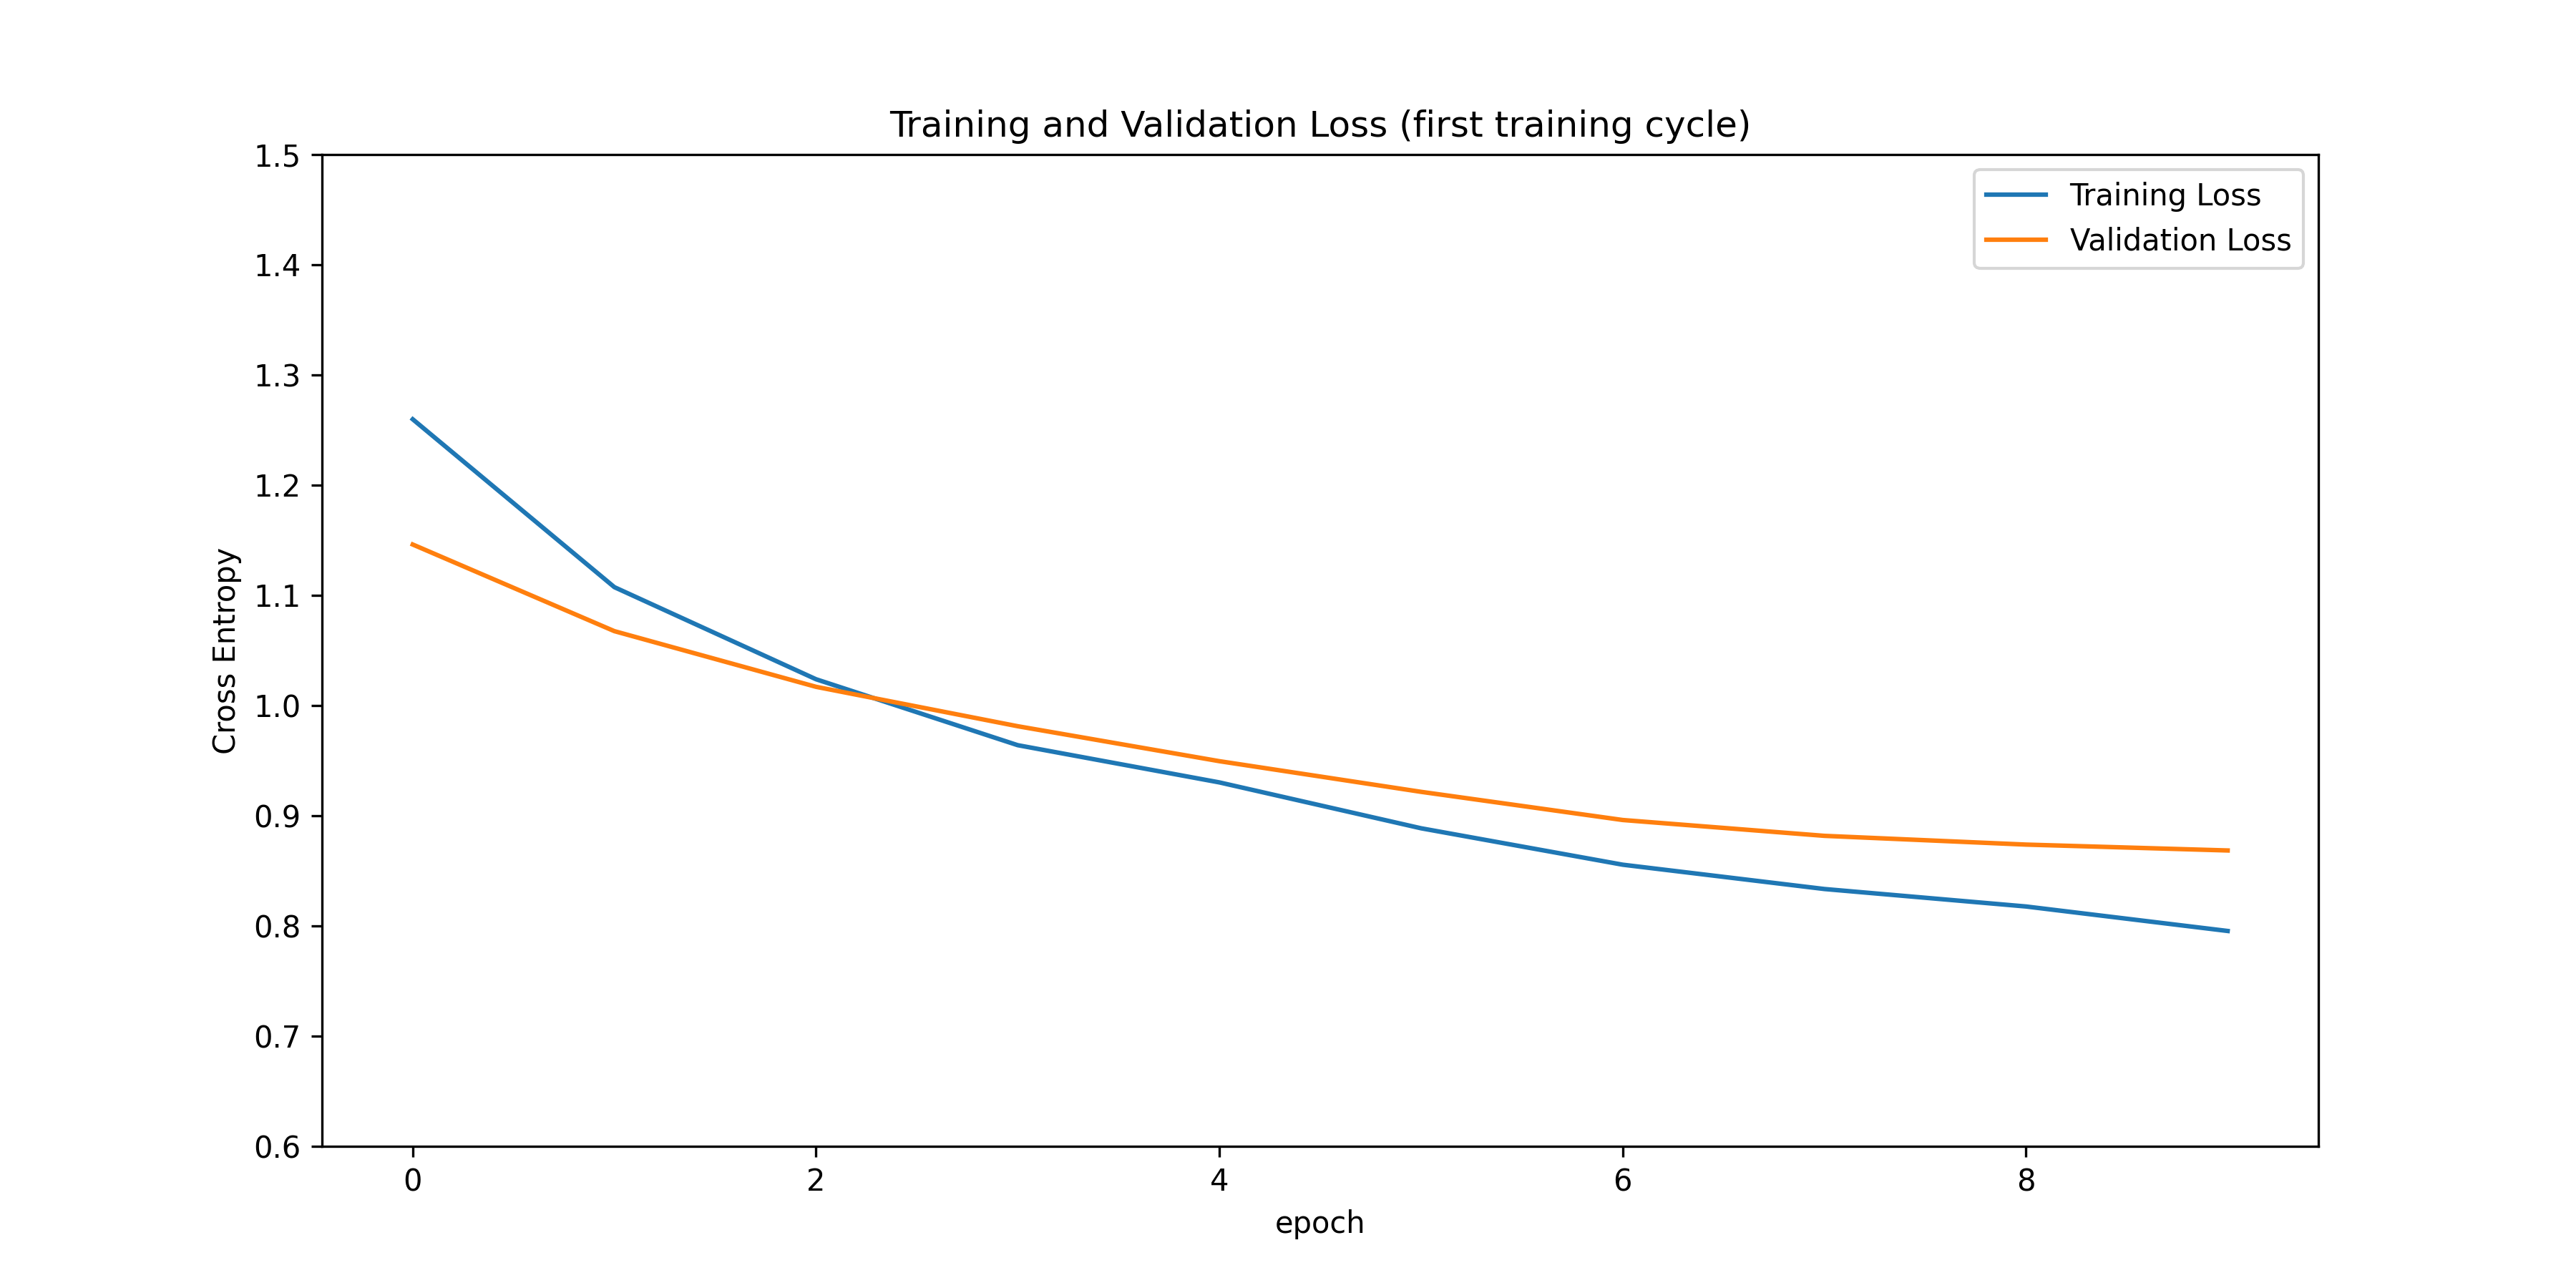 Training and Validation Loss (first training cycle)
Training Loss
Validation Loss
1.5
1.4
1.3
1.2
1.1
1.0
0.9
0.8
0.7
0.6
Cross Entropy
0 2 4 6 8
epoch